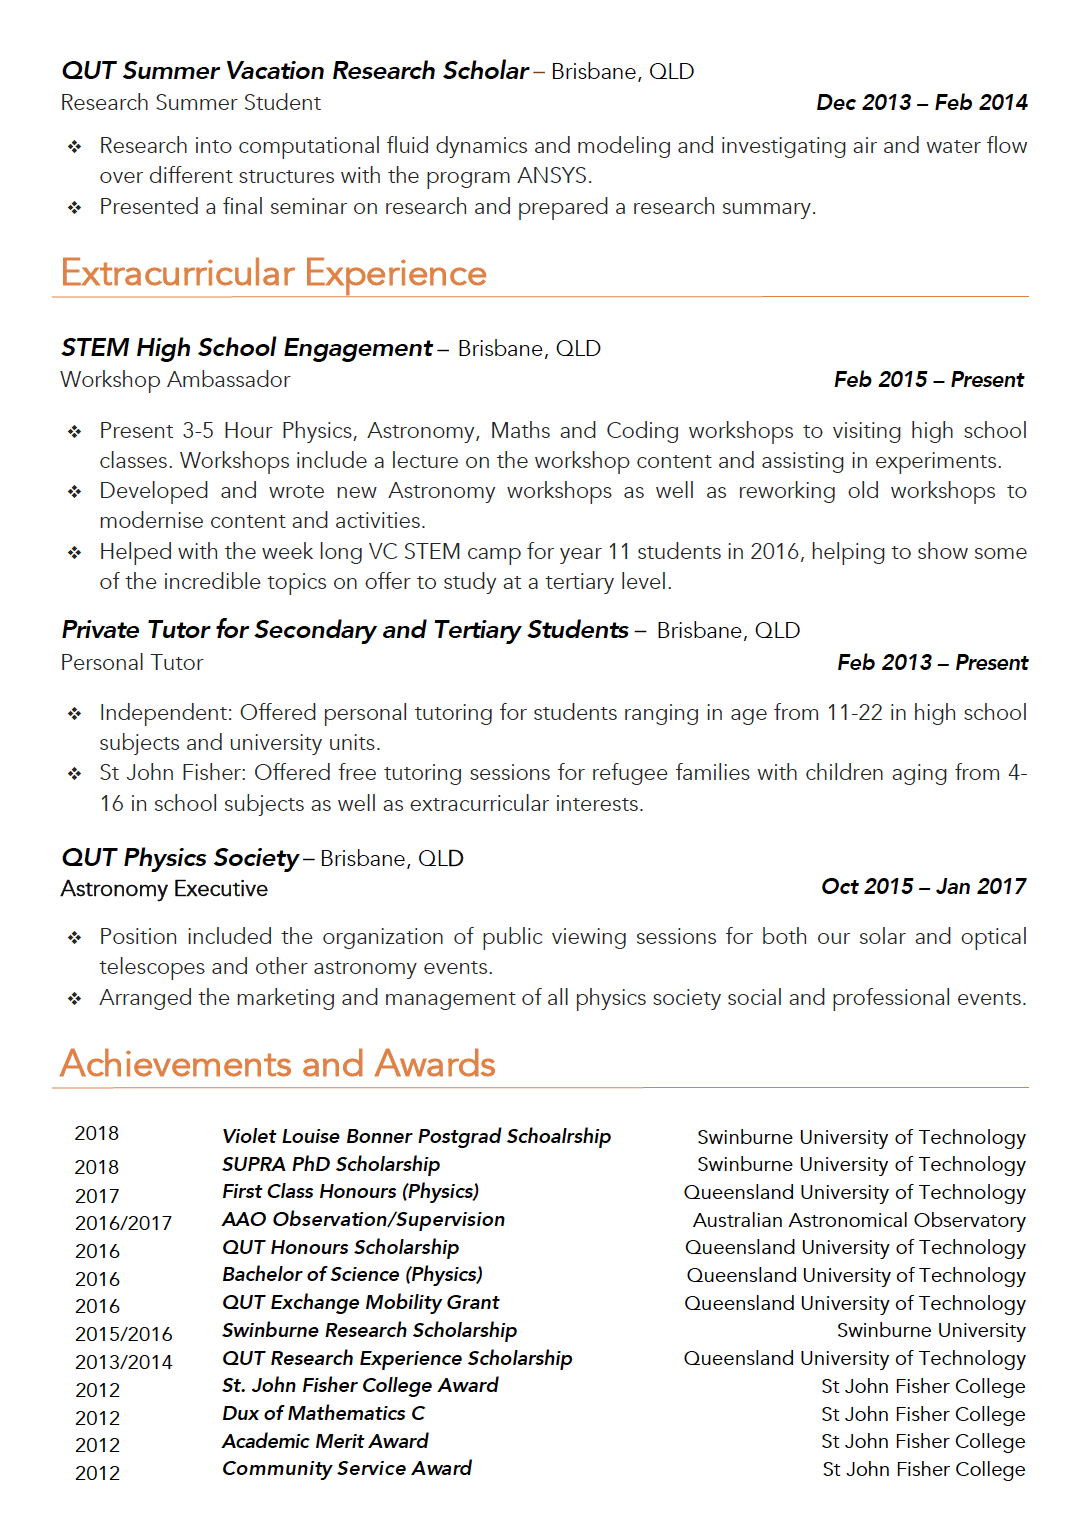 QUT Summer Vacation Research Scholar – Brisbane, QLD
Research Summer Student Dec 2013 – Feb 2014
❖ Research into computational fluid dynamics and modeling and investigating air and water flow
over different structures with the program ANSYS.
❖ Presented a final seminar on research and prepared a research summary.
Extracurricular Experience
STEM High School Engagement – Brisbane, QLD
Workshop Ambassador Feb 2015 – Present
❖ Present 3-5 Hour Physics, Astronomy, Maths and Coding workshops to visiting high school
classes. Workshops include a lecture on the workshop content and assisting in experiments.
❖ Developed and wrote new Astronomy workshops as well as reworking old workshops to
modernise content and activities.
❖ Helped with the week long VC STEM camp for year 11 students in 2016, helping to show some
of the incredible topics on offer to study at a tertiary level.
Private Tutor for Secondary and Tertiary Students – Brisbane, QLD
Personal Tutor Feb 2013 – Present
❖ Independent: Offered personal tutoring for students ranging in age from 11-22 in high school
subjects and university units.
❖ St John Fisher: Offered free tutoring sessions for refugee families with children aging from 4-
16 in school subjects as well as extracurricular interests.
QUT Physics Society – Brisbane, QLD
Astronomy Executive Oct 2015 – Jan 2017
❖ Position included the organization of public viewing sessions for both our solar and optical
telescopes and other astronomy events.
❖ Arranged the marketing and management of all physics society social and professional events.
Achievements and Awards
2018 Violet Louise Bonner Postgrad Schoalrship Swinburne University of Technology
2018 SUPRA PhD Scholarship Swinburne University of Technology
2017 First Class Honours (Physics) Queensland University of Technology
2016/2017 AAO Observation/Supervision Australian Astronomical Observatory
2016 QUT Honours Scholarship Queensland University of Technology
2016 Bachelor of Science (Physics) Queensland University of Technology
2016 QUT Exchange Mobility Grant Queensland University of Technology
2015/2016 Swinburne Research Scholarship Swinburne University
2013/2014 QUT Research Experience Scholarship Queensland University of Technology
2012 St. John Fisher College Award St John Fisher College
2012 Dux of Mathematics C St John Fisher College
2012 Academic Merit Award St John Fisher College
2012 Community Service Award St John Fisher College